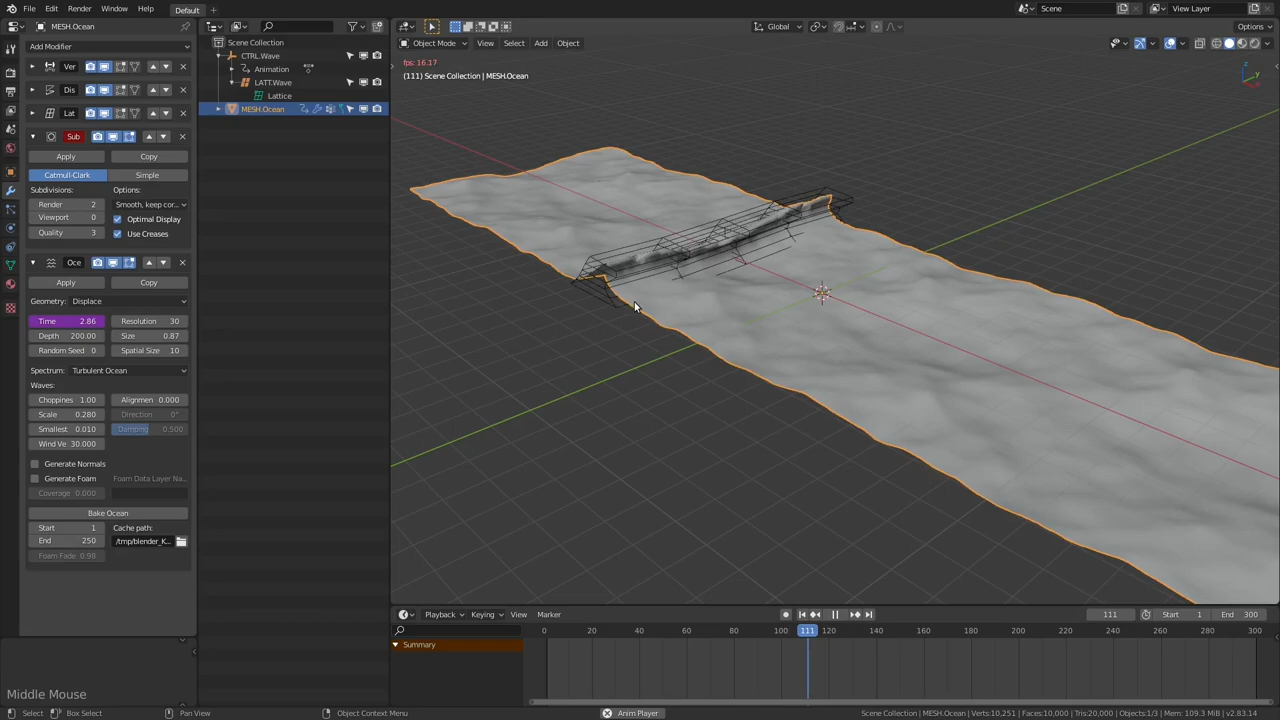 File Edit Render Window Help Default Scene View Layer
MESH.Ocean
Add Modifier
Ver
Dis
Lat
Sub
Apply Copy
Catmull-Clark Simple
Subdivisions: Options:
Render 2 Smooth, keep cor..
Viewport 0 Optimal Display
Quality 3 Use Creases
Oce
Apply Copy
Geometry: Displace
Time 2.86 Resolution 30
Depth 200.00 Size 0.87
Random Seed 0 Spatial Size 10
Spectrum: Turbulent Ocean
Waves:
Choppines 1.00 Alignmen 0.000
Scale 0.280 Direction 0°
Smallest 0.010 Damping 0.500
Wind Ve 30.000
Generate Normals
Generate Foam Foam Data Layer Na...
Coverage 0.000
Bake Ocean
Start 1 Cache path:
End 250 /tmp/blender_K...
Foam Fade 0.98
Middle Mouse
Scene Collection
CTRL.Wave
Animation
LATT.Wave
Lattice
MESH.Ocean
Global Options
Object Mode View Select Add Object
fps: 16.17
(111) Scene Collection | MESH.Ocean
z
y
Playback Keying View Marker 111 Start 1 End 300
0 20 40 60 80 100 111 120 140 160 180 200 220 240 260 280 300
Summary
Select Box Select Pan View Object Context Menu Anim Player Scene Collection | MESH.Ocean | Verts:10,251 | Faces:10,000 | Tris:20,000 | Objects:1/3 | Mem: 109.3 MiB | v2.83.14